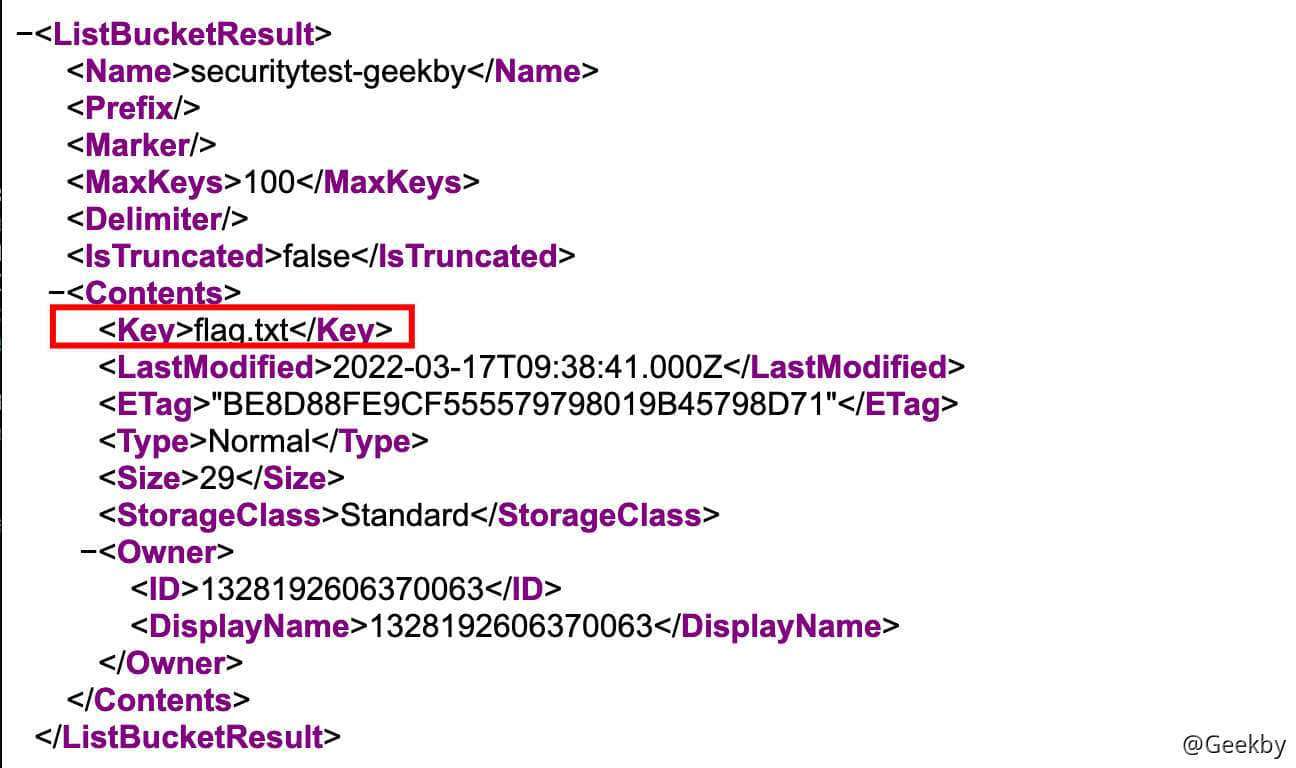 −<ListBucketResult>
<Name>securitytest-geekby</Name>
<Prefix/>
<Marker/>
<MaxKeys>100</MaxKeys>
<Delimiter/>
<IsTruncated>false</IsTruncated>
−<Contents>
<Key>flag.txt</Key>
<LastModified>2022-03-17T09:38:41.000Z</LastModified>
<ETag>"BE8D88FE9CF555579798019B45798D71"</ETag>
<Type>Normal</Type>
<Size>29</Size>
<StorageClass>Standard</StorageClass>
−<Owner>
<ID>1328192606370063</ID>
<DisplayName>1328192606370063</DisplayName>
</Owner>
</Contents>
</ListBucketResult>
@Geekby